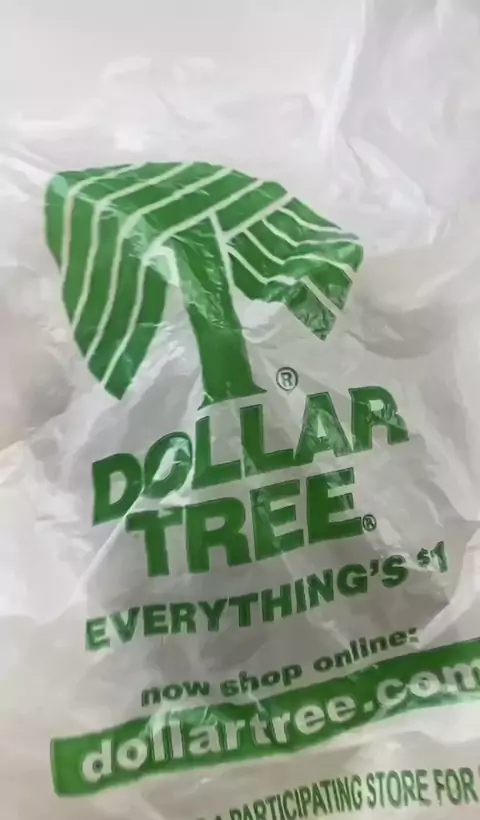 ®
DOLLAR
TREE®
EVERYTHING'S $1
now shop online:
dollartree.com
PARTICIPATING STORE FOR